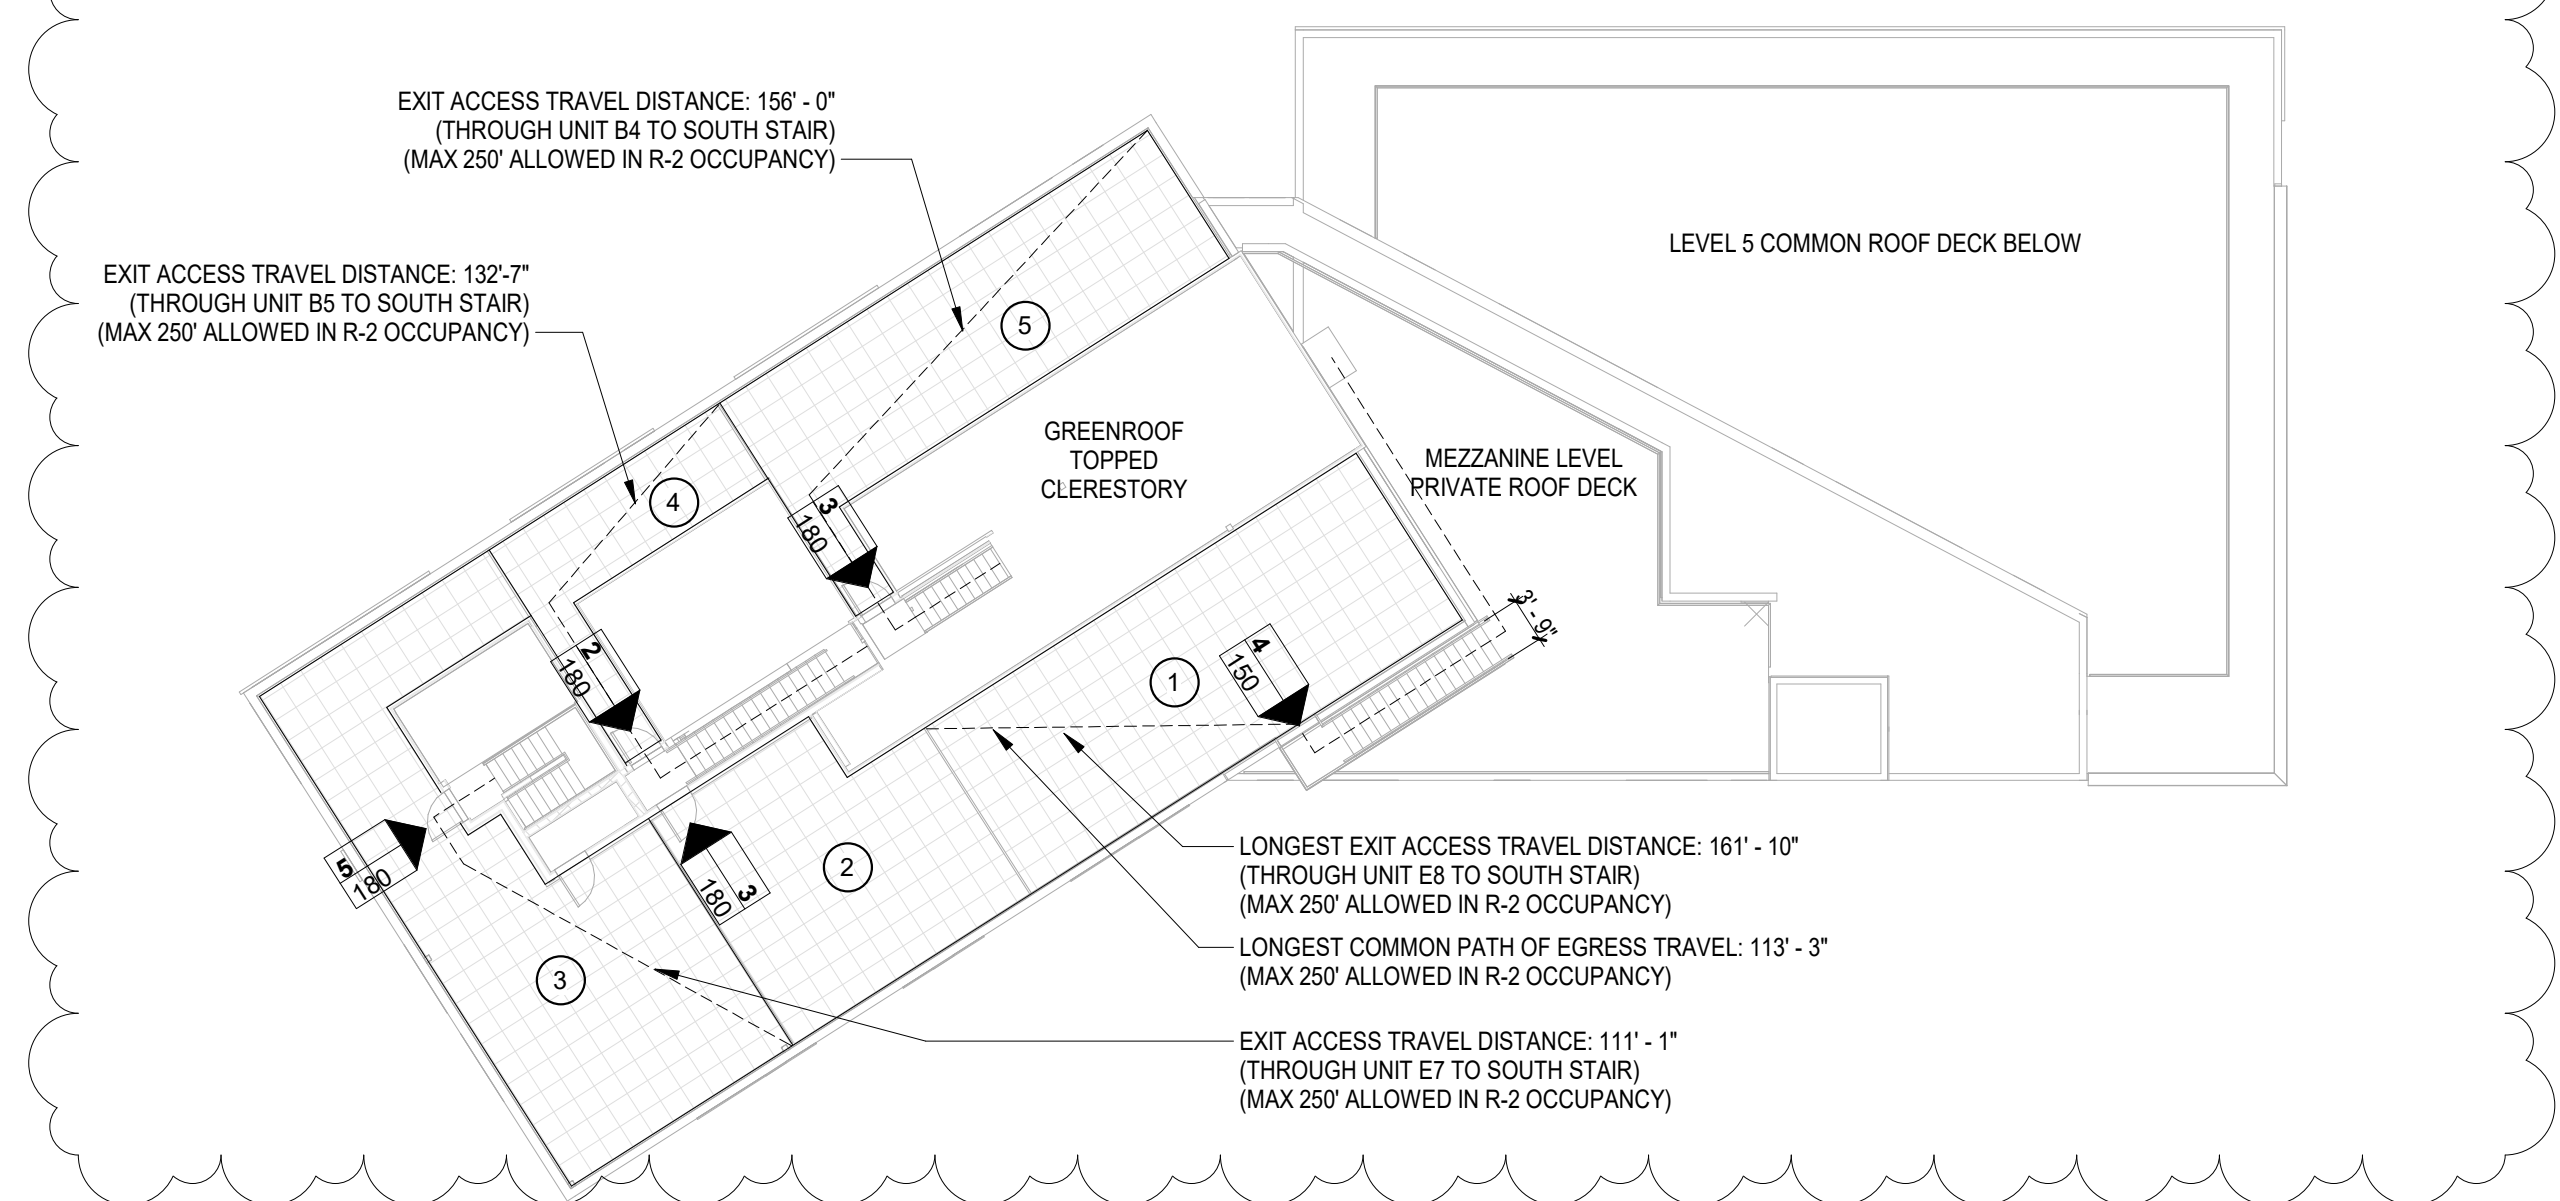 EXIT ACCESS TRAVEL DISTANCE: 156' - 0"
(THROUGH UNIT B4 TO SOUTH STAIR)
(MAX 250' ALLOWED IN R-2 OCCUPANCY)
EXIT ACCESS TRAVEL DISTANCE: 132'-7"
(THROUGH UNIT B5 TO SOUTH STAIR)
(MAX 250' ALLOWED IN R-2 OCCUPANCY)
LEVEL 5 COMMON ROOF DECK BELOW
5
4
GREENROOF
TOPPED
CLERESTORY
MEZZANINE LEVEL
PRIVATE ROOF DECK
3
180
2
180
1
4
150
3' - 9"
5
180
2
3
180
3
LONGEST EXIT ACCESS TRAVEL DISTANCE: 161' - 10"
(THROUGH UNIT E8 TO SOUTH STAIR)
(MAX 250' ALLOWED IN R-2 OCCUPANCY)
LONGEST COMMON PATH OF EGRESS TRAVEL: 113' - 3"
(MAX 250' ALLOWED IN R-2 OCCUPANCY)
EXIT ACCESS TRAVEL DISTANCE: 111' - 1"
(THROUGH UNIT E7 TO SOUTH STAIR)
(MAX 250' ALLOWED IN R-2 OCCUPANCY)